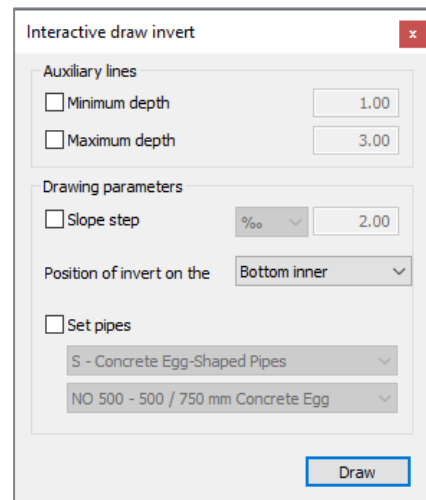 Interactive draw invert
x
Auxiliary lines
Minimum depth 1.00
Maximum depth 3.00
Drawing parameters
Slope step ‰ 2.00
Position of invert on the Bottom inner
Set pipes
S - Concrete Egg-Shaped Pipes
NO 500 - 500 / 750 mm Concrete Egg
Draw